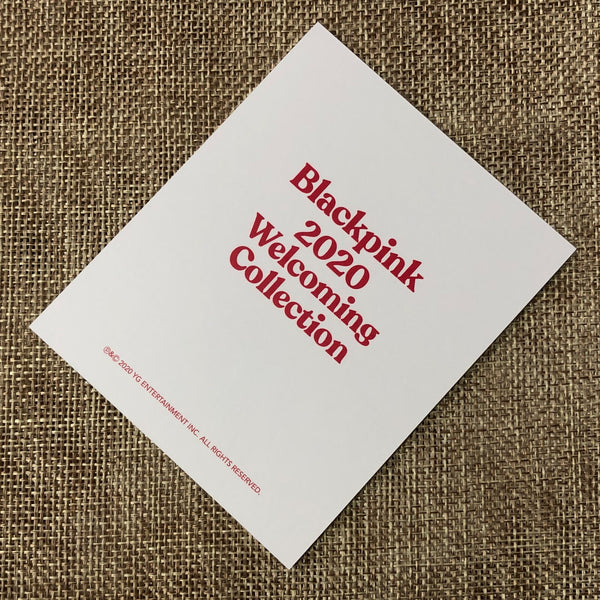 Blackpink
2020
Welcoming
Collection
℗&© 2020 YG ENTERTAINMENT INC. ALL RIGHTS RESERVED.